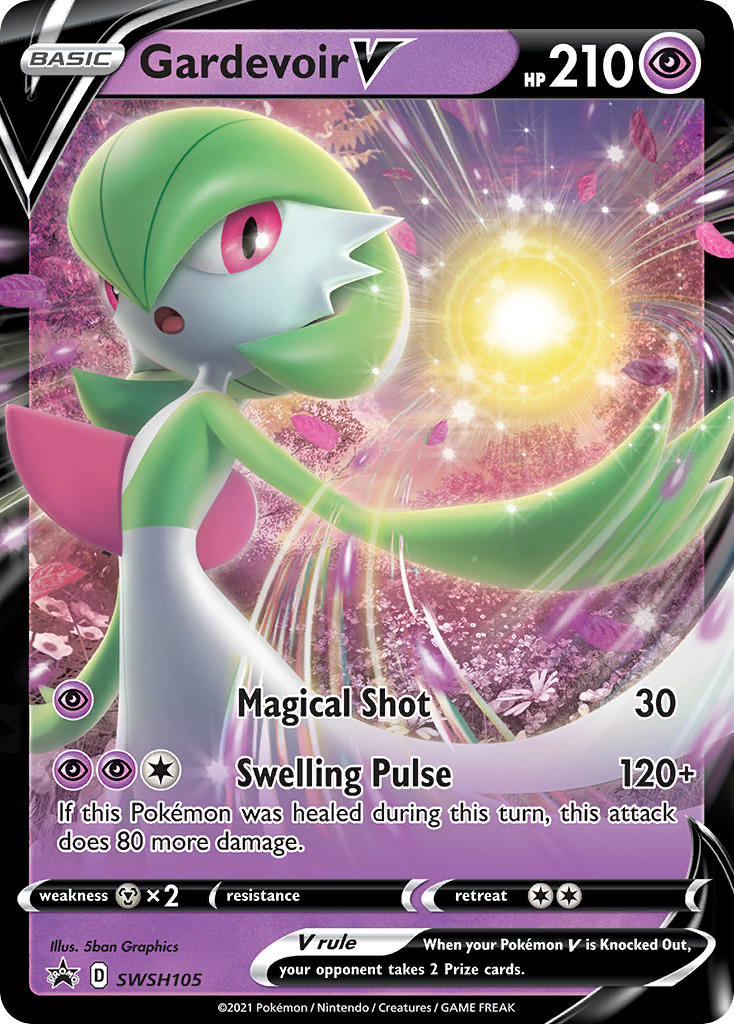 BASIC
Gardevoir V
HP 210
Magical Shot 30
Swelling Pulse 120+
If this Pokémon was healed during this turn, this attack
does 80 more damage.
weakness ×2 resistance retreat
Illus. 5ban Graphics
V rule
When your Pokémon V is Knocked Out,
your opponent takes 2 Prize cards.
PROMO
D
SWSH105
©2021 Pokémon / Nintendo / Creatures / GAME FREAK